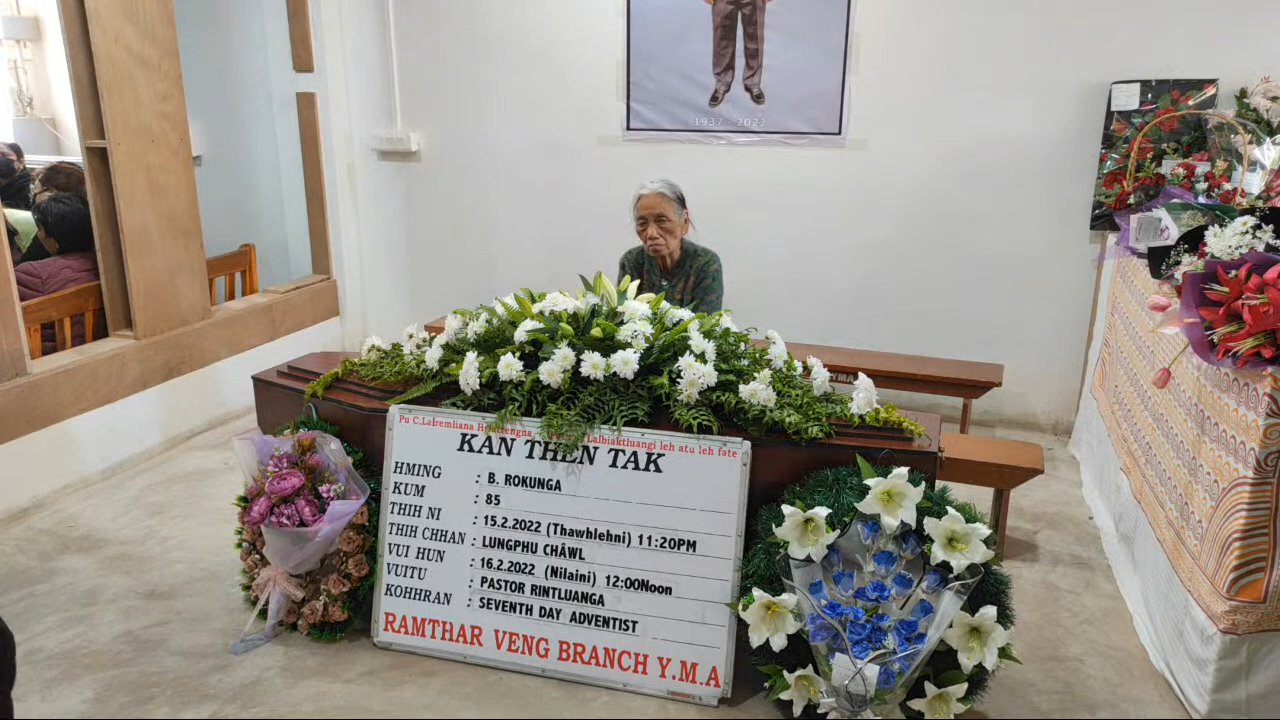 1937 - 2022
YMA
Pu C.Lalremliana Lalbiaktluangi leh atu leh fate
KAN THEN TAK
HMING : B. ROKUNGA
KUM : 85
THIH NI : 15.2.2022 (Thawhlehni) 11:20PM
THIH CHHAN : LUNGPHU CHÂWL
VUI HUN : 16.2.2022 (Nilaini) 12:00Noon
VUITU : PASTOR RINTLUANGA
KOHHRAN : SEVENTH DAY ADVENTIST
RAMTHAR VENG BRANCH Y.M.A